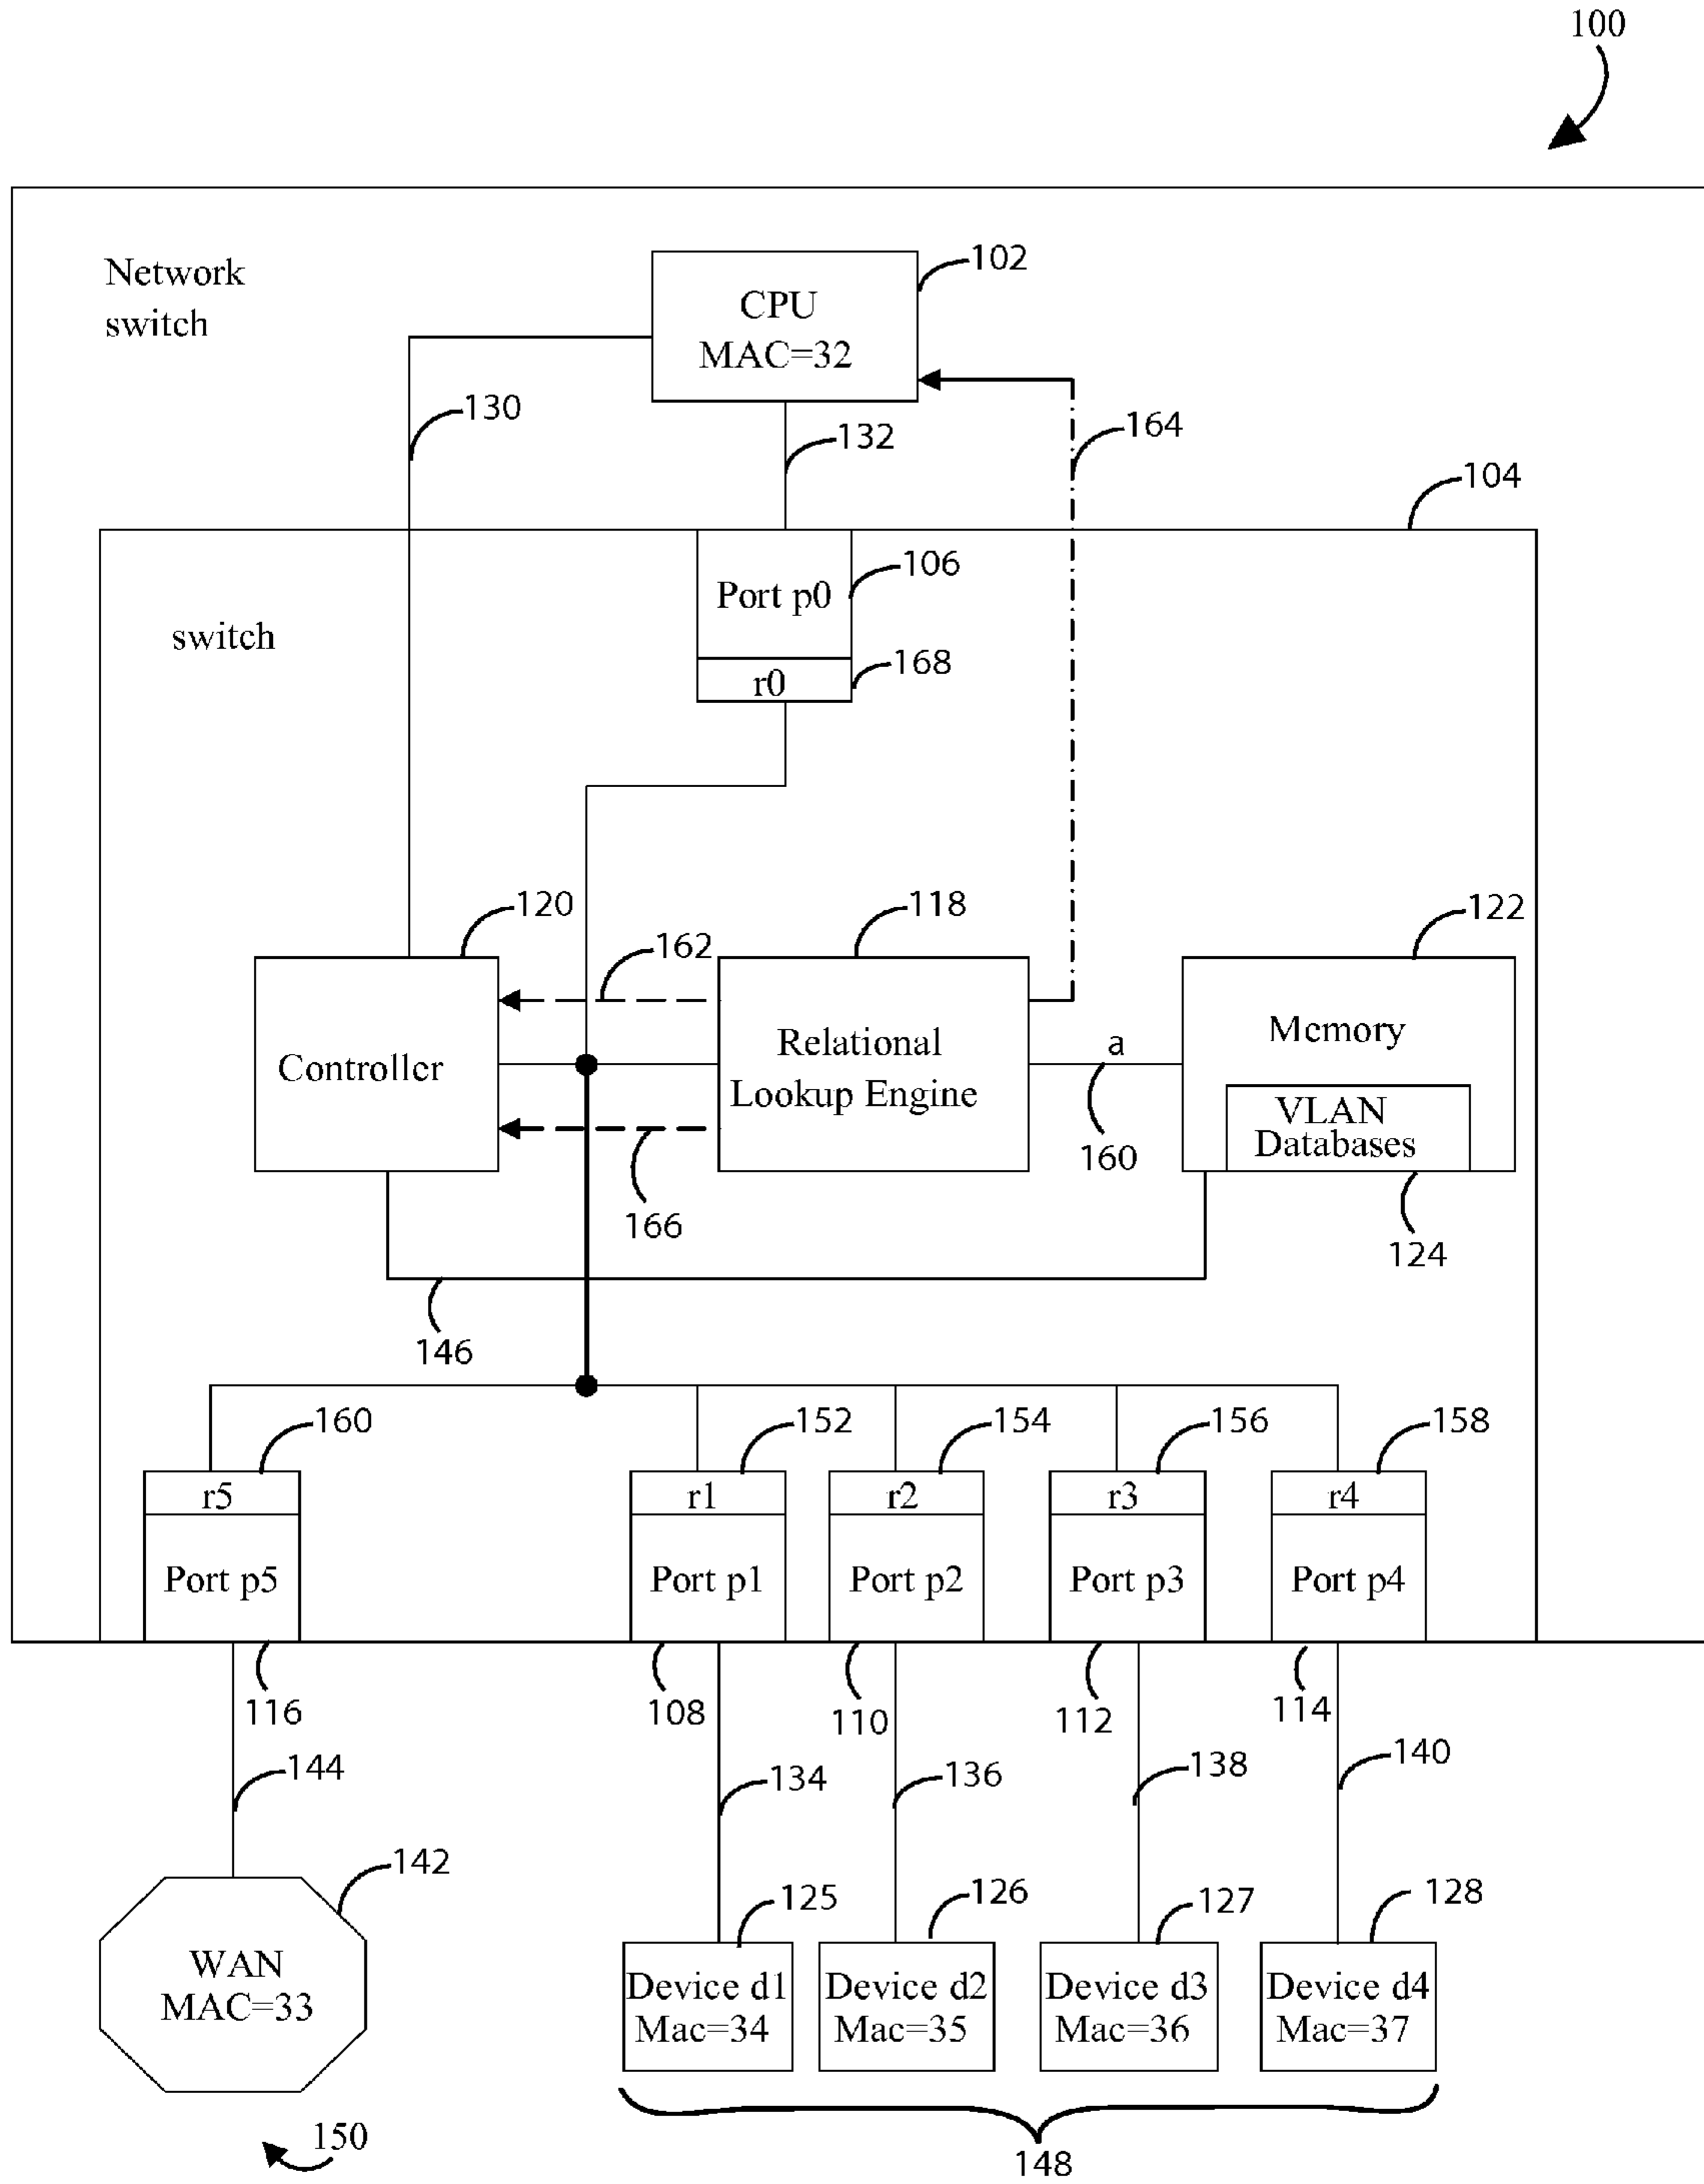 100
Network
switch
CPU
MAC=32
102
130
132
164
104
Port p0
106
switch
r0
168
120
118
122
162
Controller
Relational
Lookup Engine
a
160
Memory
VLAN
Databases
166
124
146
160
152
154
156
158
r5
r1
r2
r3
r4
Port p5
Port p1
Port p2
Port p3
Port p4
116
108
110
112
114
144
134
136
138
140
142
125
126
127
128
WAN
MAC=33
Device d1
Mac=34
Device d2
Mac=35
Device d3
Mac=36
Device d4
Mac=37
150
148